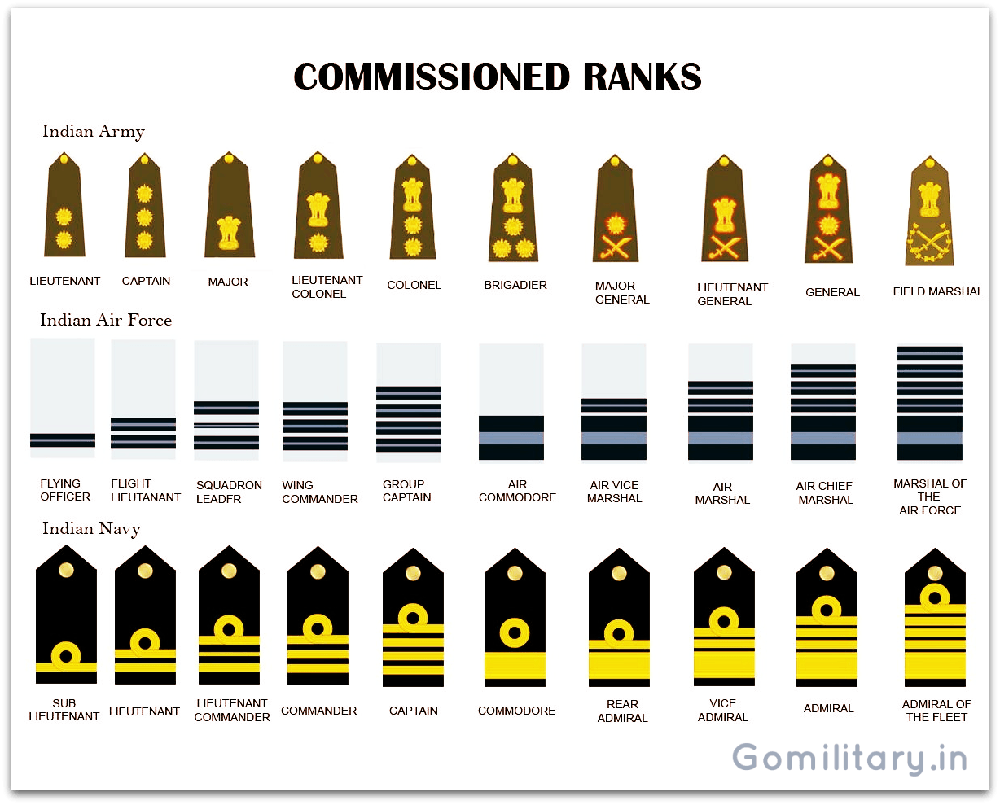 COMMISSIONED RANKS
Indian Army
LIEUTENANT
CAPTAIN
MAJOR
LIEUTENANT
COLONEL
COLONEL
BRIGADIER
MAJOR
GENERAL
LIEUTENANT
GENERAL
GENERAL
FIELD MARSHAL
Indian Air Force
FLYING
OFFICER
FLIGHT
LIEUTANANT
SQUADRON
LEADFR
WING
COMMANDER
GROUP
CAPTAIN
AIR
COMMODORE
AIR VICE
MARSHAL
AIR
MARSHAL
AIR CHIEF
MARSHAL
MARSHAL OF
THE
AIR FORCE
Indian Navy
SUB
LIEUTENANT
LIEUTENANT
LIEUTENANT
COMMANDER
COMMANDER
CAPTAIN
COMMODORE
REAR
ADMIRAL
VICE
ADMIRAL
ADMIRAL
ADMIRAL OF
THE FLEET
Gomilitary.in